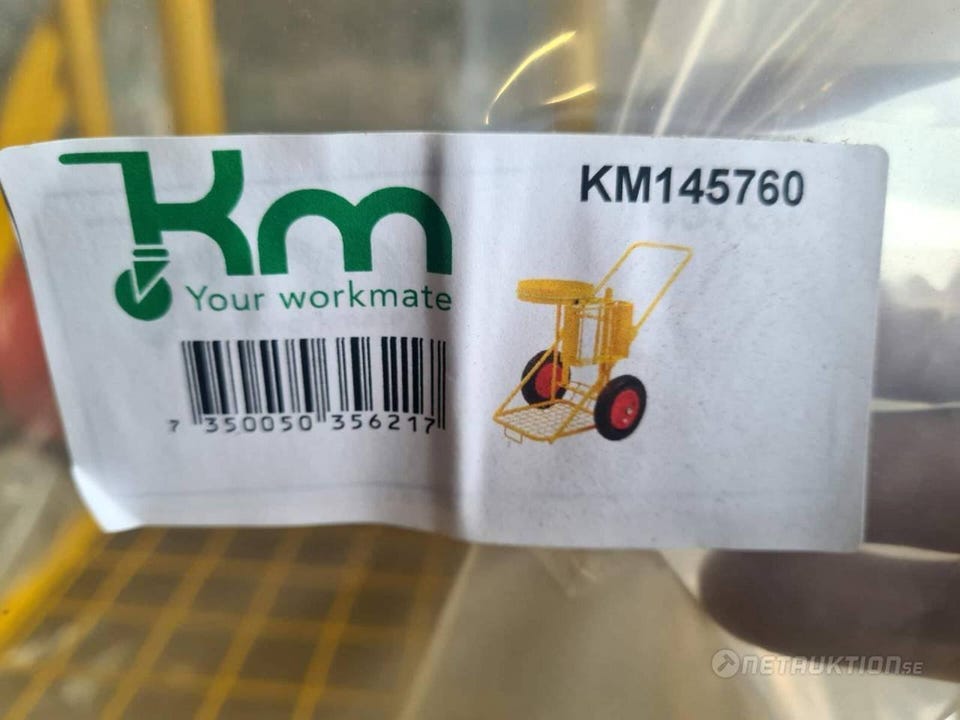 Km
Your workmate
KM145760
7 350050 356217
NETAUKTION.SE